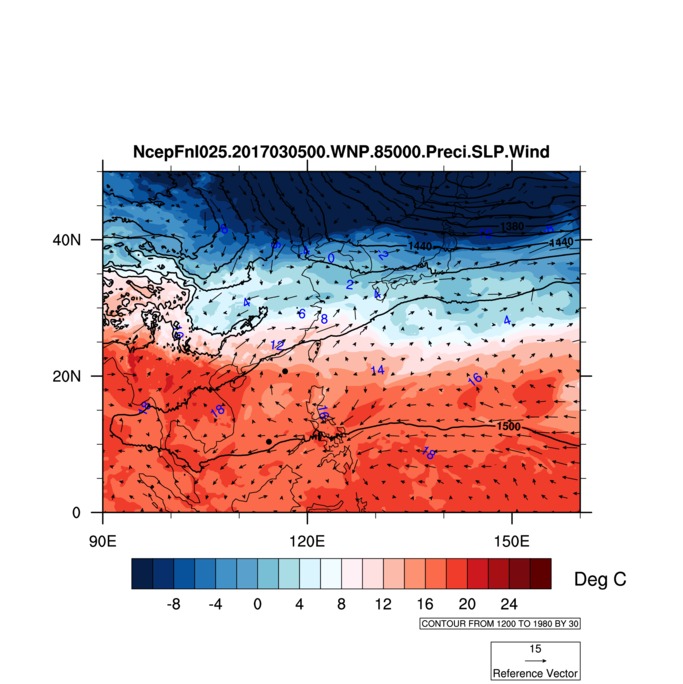 NcepFnl025.2017030500.WNP.85000.Preci.SLP.Wind
1380
40N
1440
1440
0
2
2
4
4
6
8
4
12
14
20N
16
18
18
1500
18
0
90E
120E
150E
-8 -4 0 4 8 12 16 20 24
Deg C
CONTOUR FROM 1200 TO 1980 BY 30
15
Reference Vector